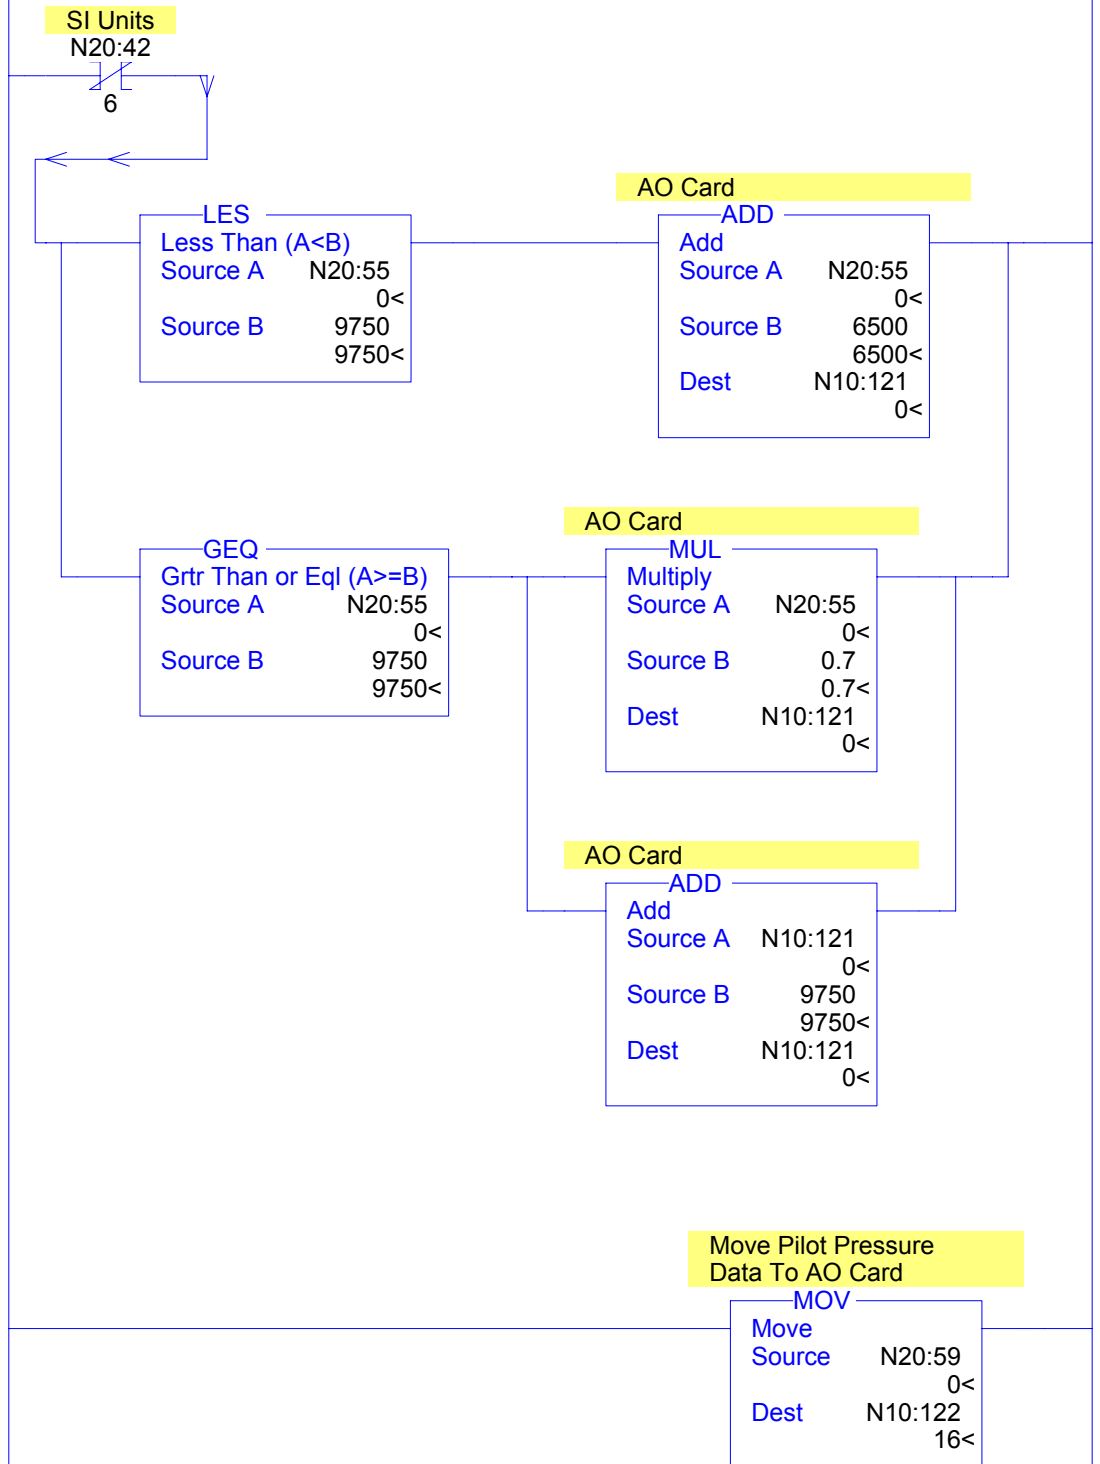 SI Units
N20:42
6
LES
Less Than (A<B)
Source A N20:55
0<
Source B 9750
9750<
AO Card
ADD
Add
Source A N20:55
0<
Source B 6500
6500<
Dest N10:121
0<
GEQ
Grtr Than or Eql (A>=B)
Source A N20:55
0<
Source B 9750
9750<
AO Card
MUL
Multiply
Source A N20:55
0<
Source B 0.7
0.7<
Dest N10:121
0<
AO Card
ADD
Add
Source A N10:121
0<
Source B 9750
9750<
Dest N10:121
0<
Move Pilot Pressure
Data To AO Card
MOV
Move
Source N20:59
0<
Dest N10:122
16<